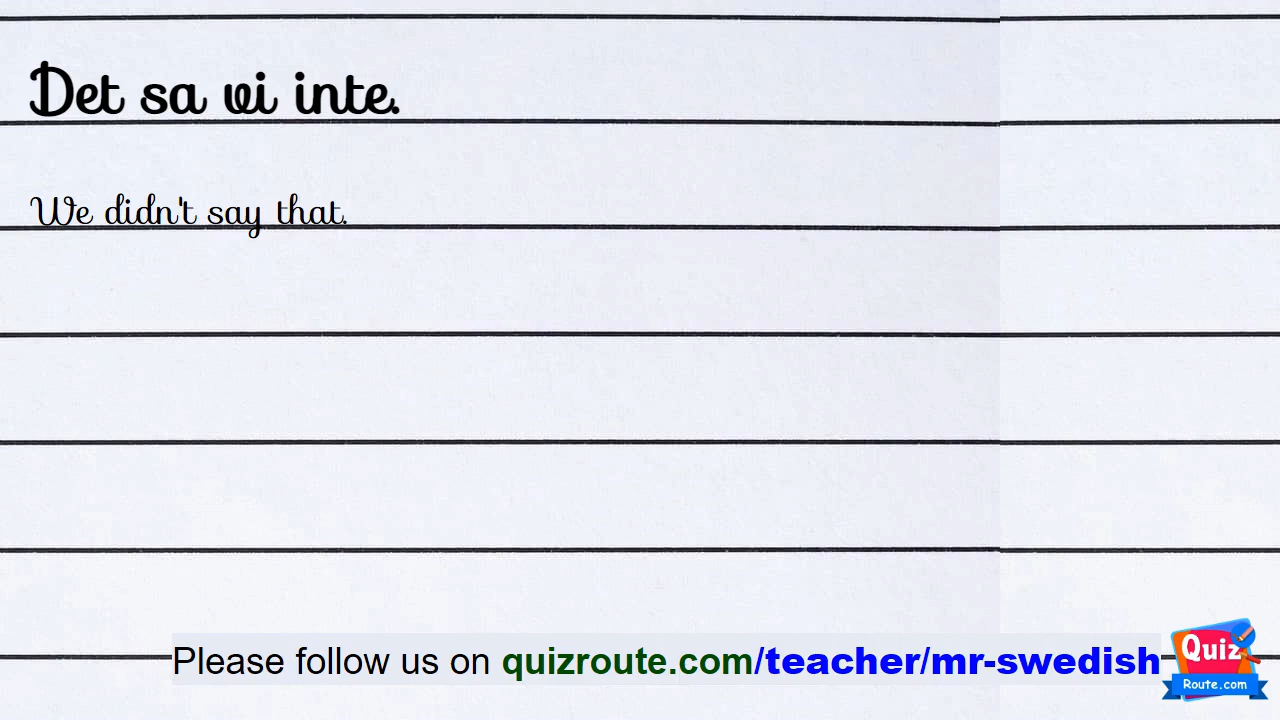 Det sa vi inte.
We didn't say that.
Please follow us on quizroute.com/teacher/mr-swedish
Quiz
Route.com